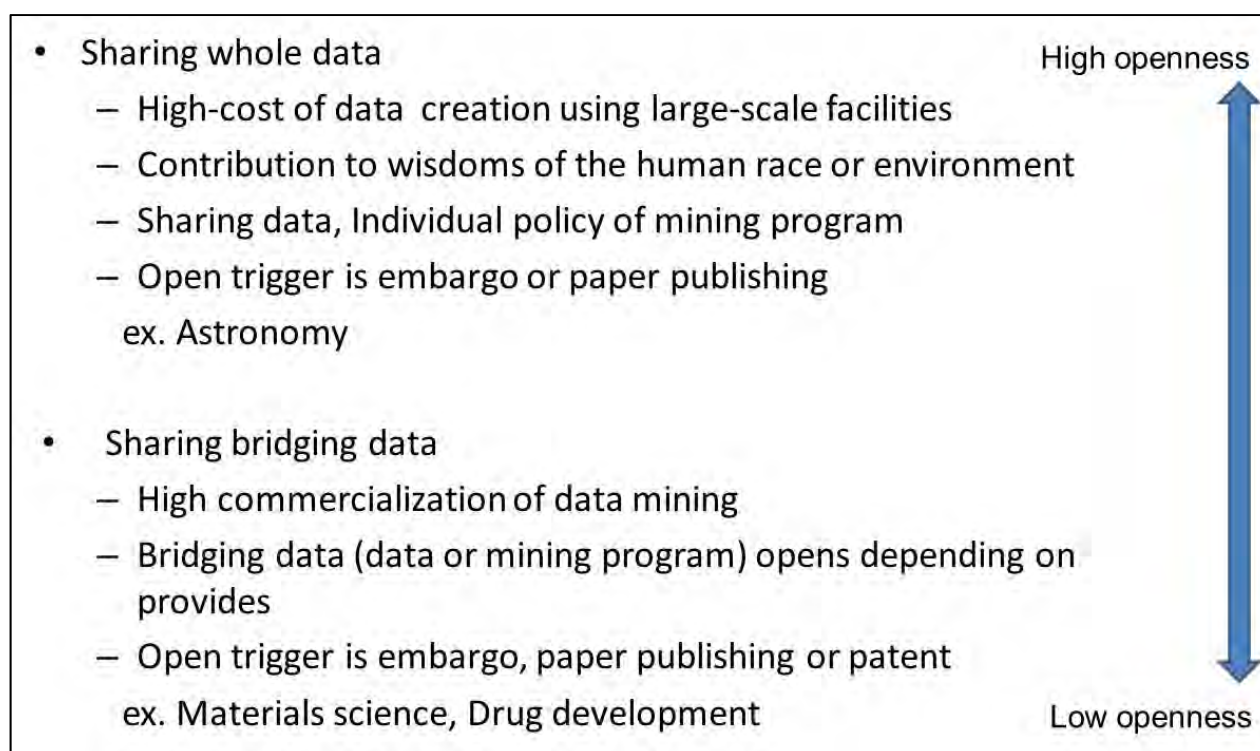 • Sharing whole data
High openness
– High-cost of data creation using large-scale facilities
– Contribution to wisdoms of the human race or environment
– Sharing data, Individual policy of mining program
– Open trigger is embargo or paper publishing
ex. Astronomy
• Sharing bridging data
– High commercialization of data mining
– Bridging data (data or mining program) opens depending on
provides
– Open trigger is embargo, paper publishing or patent
ex. Materials science, Drug development
Low openness